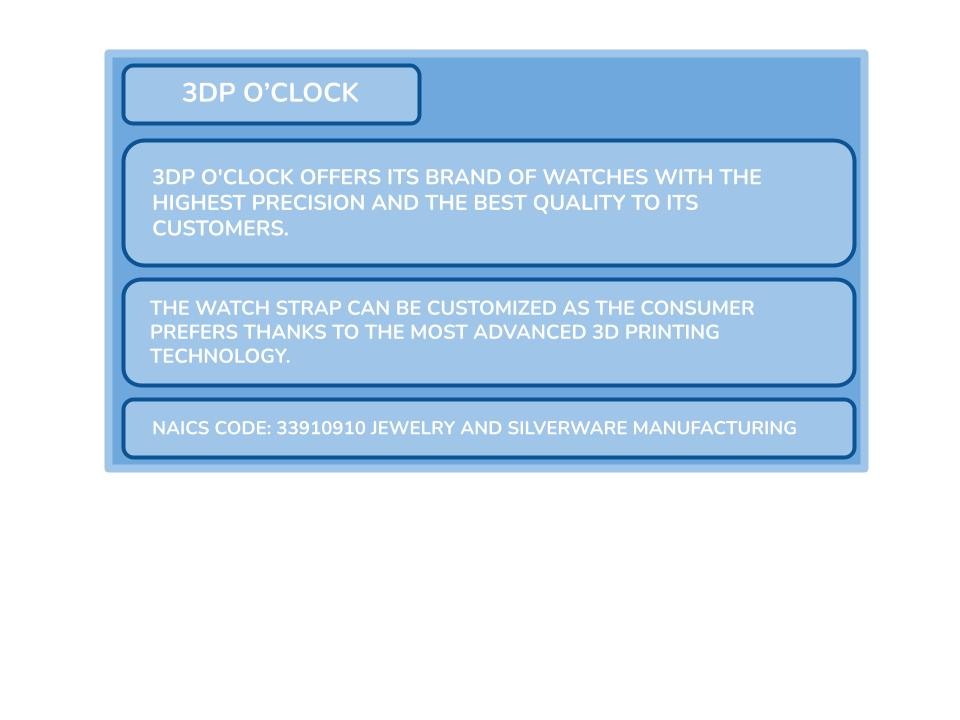 3DP O’CLOCK
3DP O'CLOCK OFFERS ITS BRAND OF WATCHES WITH THE
HIGHEST PRECISION AND THE BEST QUALITY TO ITS
CUSTOMERS.
THE WATCH STRAP CAN BE CUSTOMIZED AS THE CONSUMER
PREFERS THANKS TO THE MOST ADVANCED 3D PRINTING
TECHNOLOGY.
NAICS CODE: 33910910 JEWELRY AND SILVERWARE MANUFACTURING